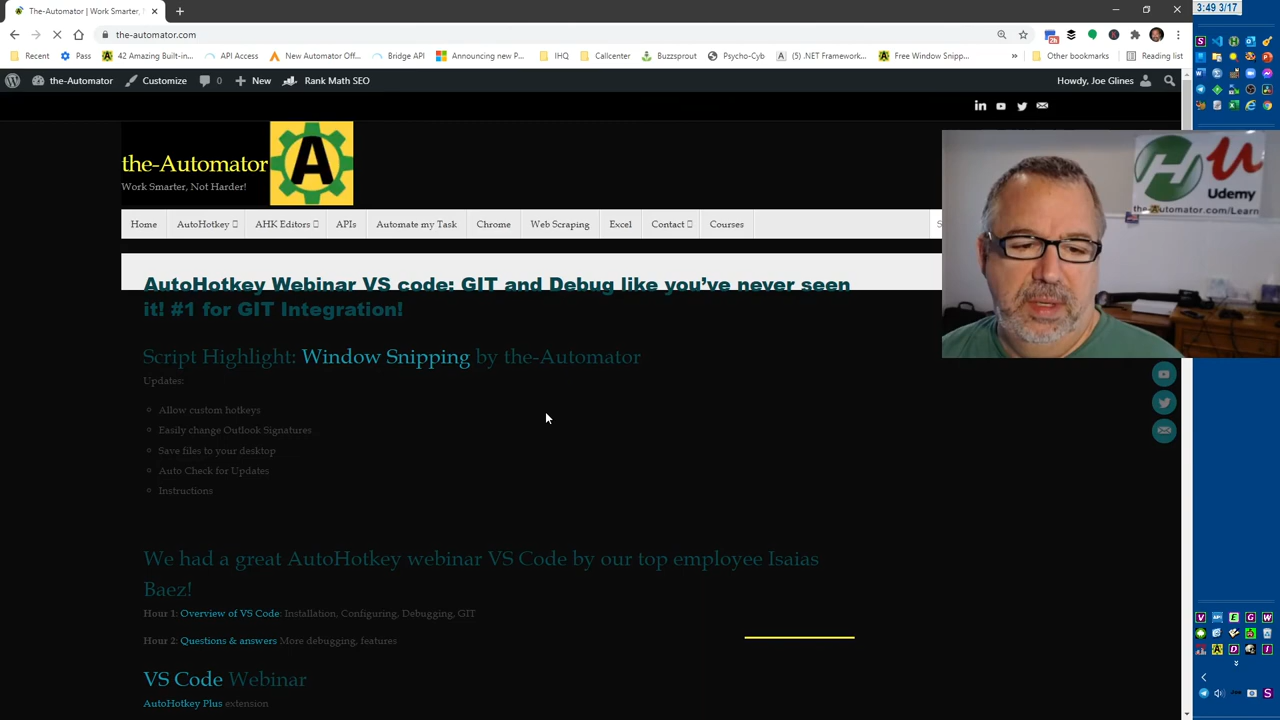 The-Automator | Work Smarter, N
3:49 3/17
the-automator.com
26
Recent Pass 42 Amazing Built-in... API Access New Automator Off... Bridge API Announcing new P... IHQ Callcenter Buzzsprout Psycho-Cyb (5) .NET Framework... Free Window Snipp... » Other bookmarks Reading list
the-Automator Customize 0 New Rank Math SEO Howdy, Joe Glines
the-Automator
A
Work Smarter, Not Harder!
Udemy
the-Automator.com/Learn
Home AutoHotkey AHK Editors APIs Automate my Task Chrome Web Scraping Excel Contact Courses S
AutoHotkey Webinar VS code: GIT and Debug like you’ve never seen
it! #1 for GIT Integration!
Script Highlight: Window Snipping by the-Automator
Updates:
Allow custom hotkeys
Easily change Outlook Signatures
Save files to your desktop
Auto Check for Updates
Instructions
We had a great AutoHotkey webinar VS Code by our top employee Isaias
Baez!
Hour 1: Overview of VS Code: Installation, Configuring, Debugging, GIT
Hour 2: Questions & answers More debugging, features
VS Code Webinar
AutoHotkey Plus extension